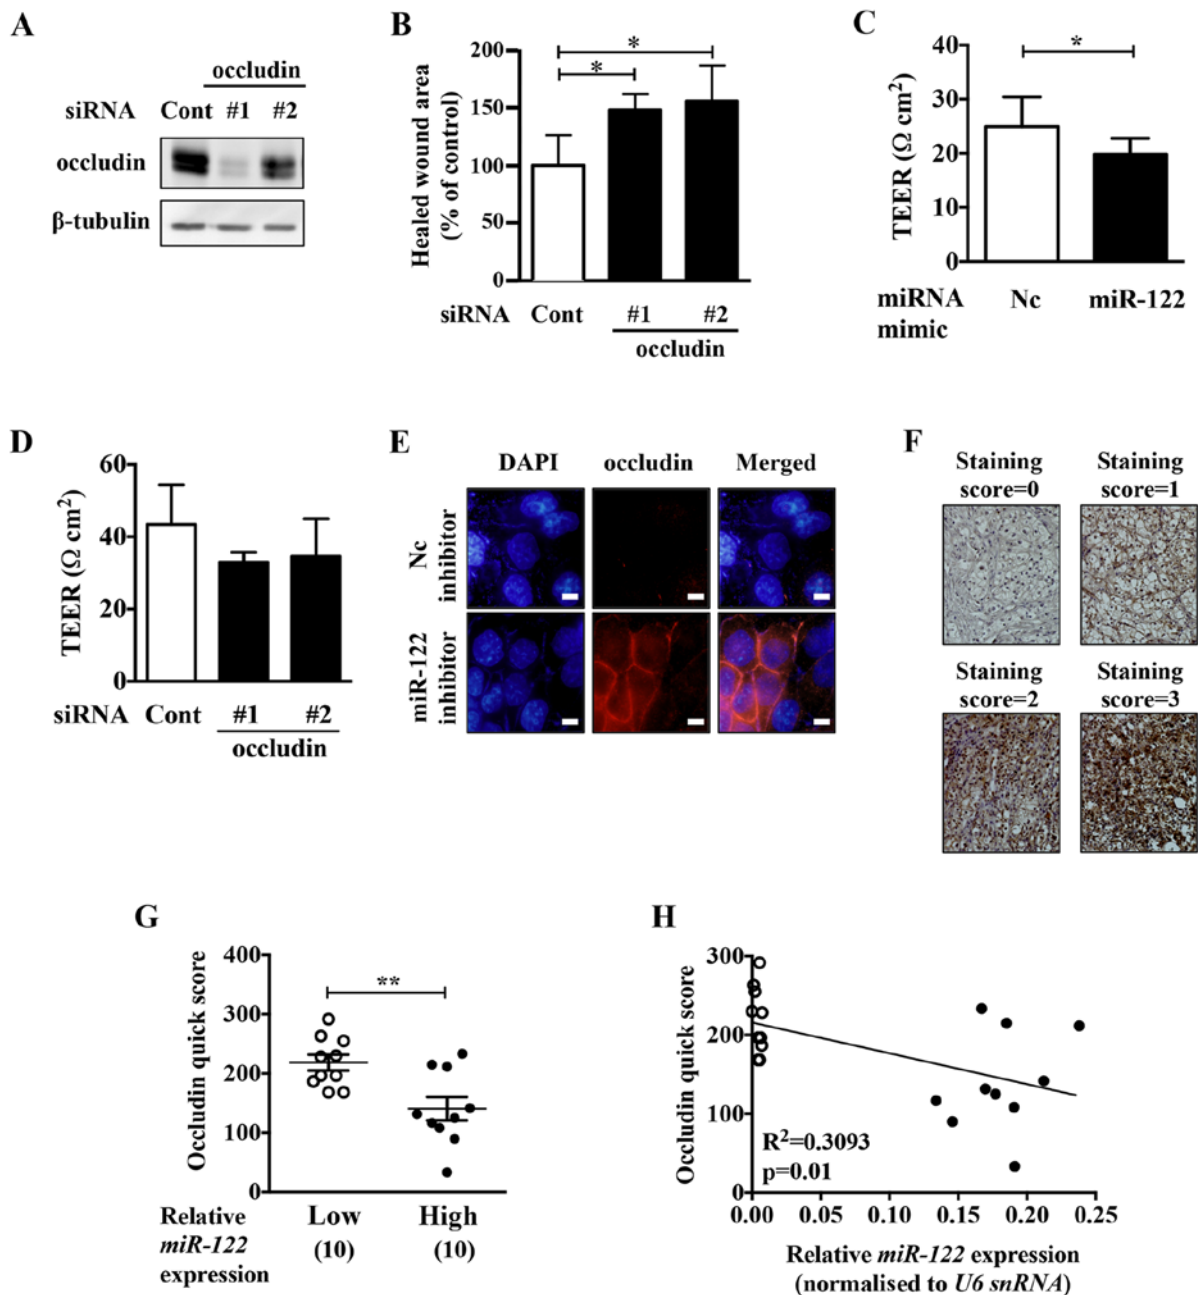 A
occludin
siRNA Cont #1 #2
occludin
β-tubulin
B
Healed wound area
(% of control)
200
150
100
50
0
*
*
siRNA Cont #1 #2
occludin
C
TEER (Ω cm²)
40
30
20
10
0
*
miRNA mimic
Nc miR-122
D
TEER (Ω cm²)
60
40
20
0
siRNA Cont #1 #2
occludin
E
DAPI occludin Merged
Nc inhibitor
miR-122 inhibitor
F
Staining score=0
Staining score=1
Staining score=2
Staining score=3
G
Occludin quick score
400
300
200
100
0
**
Relative miR-122 expression
Low High
(10) (10)
H
Occludin quick score
300
200
100
0
R²=0.3093
p=0.01
0.00 0.05 0.10 0.15 0.20 0.25
Relative miR-122 expression
(normalised to U6 snRNA)